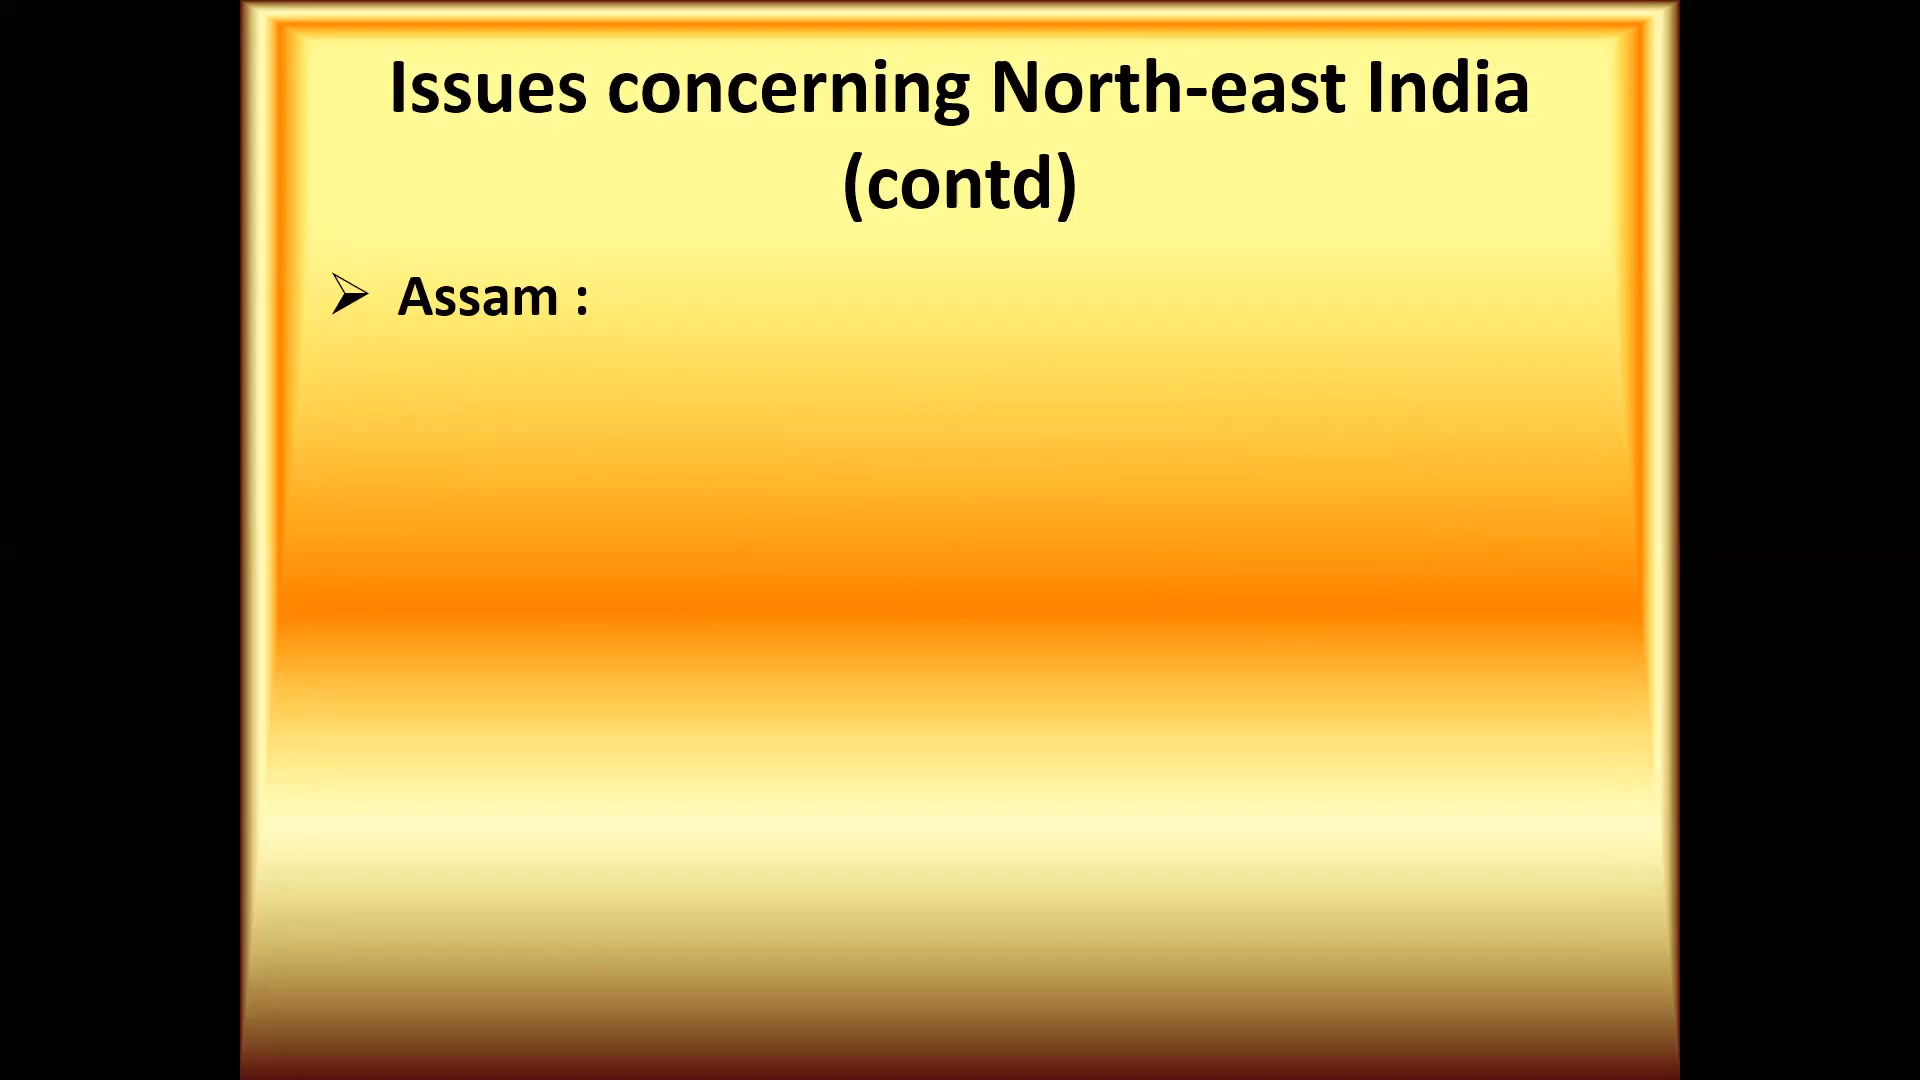 Issues concerning North-east India
(contd)
➢ Assam :